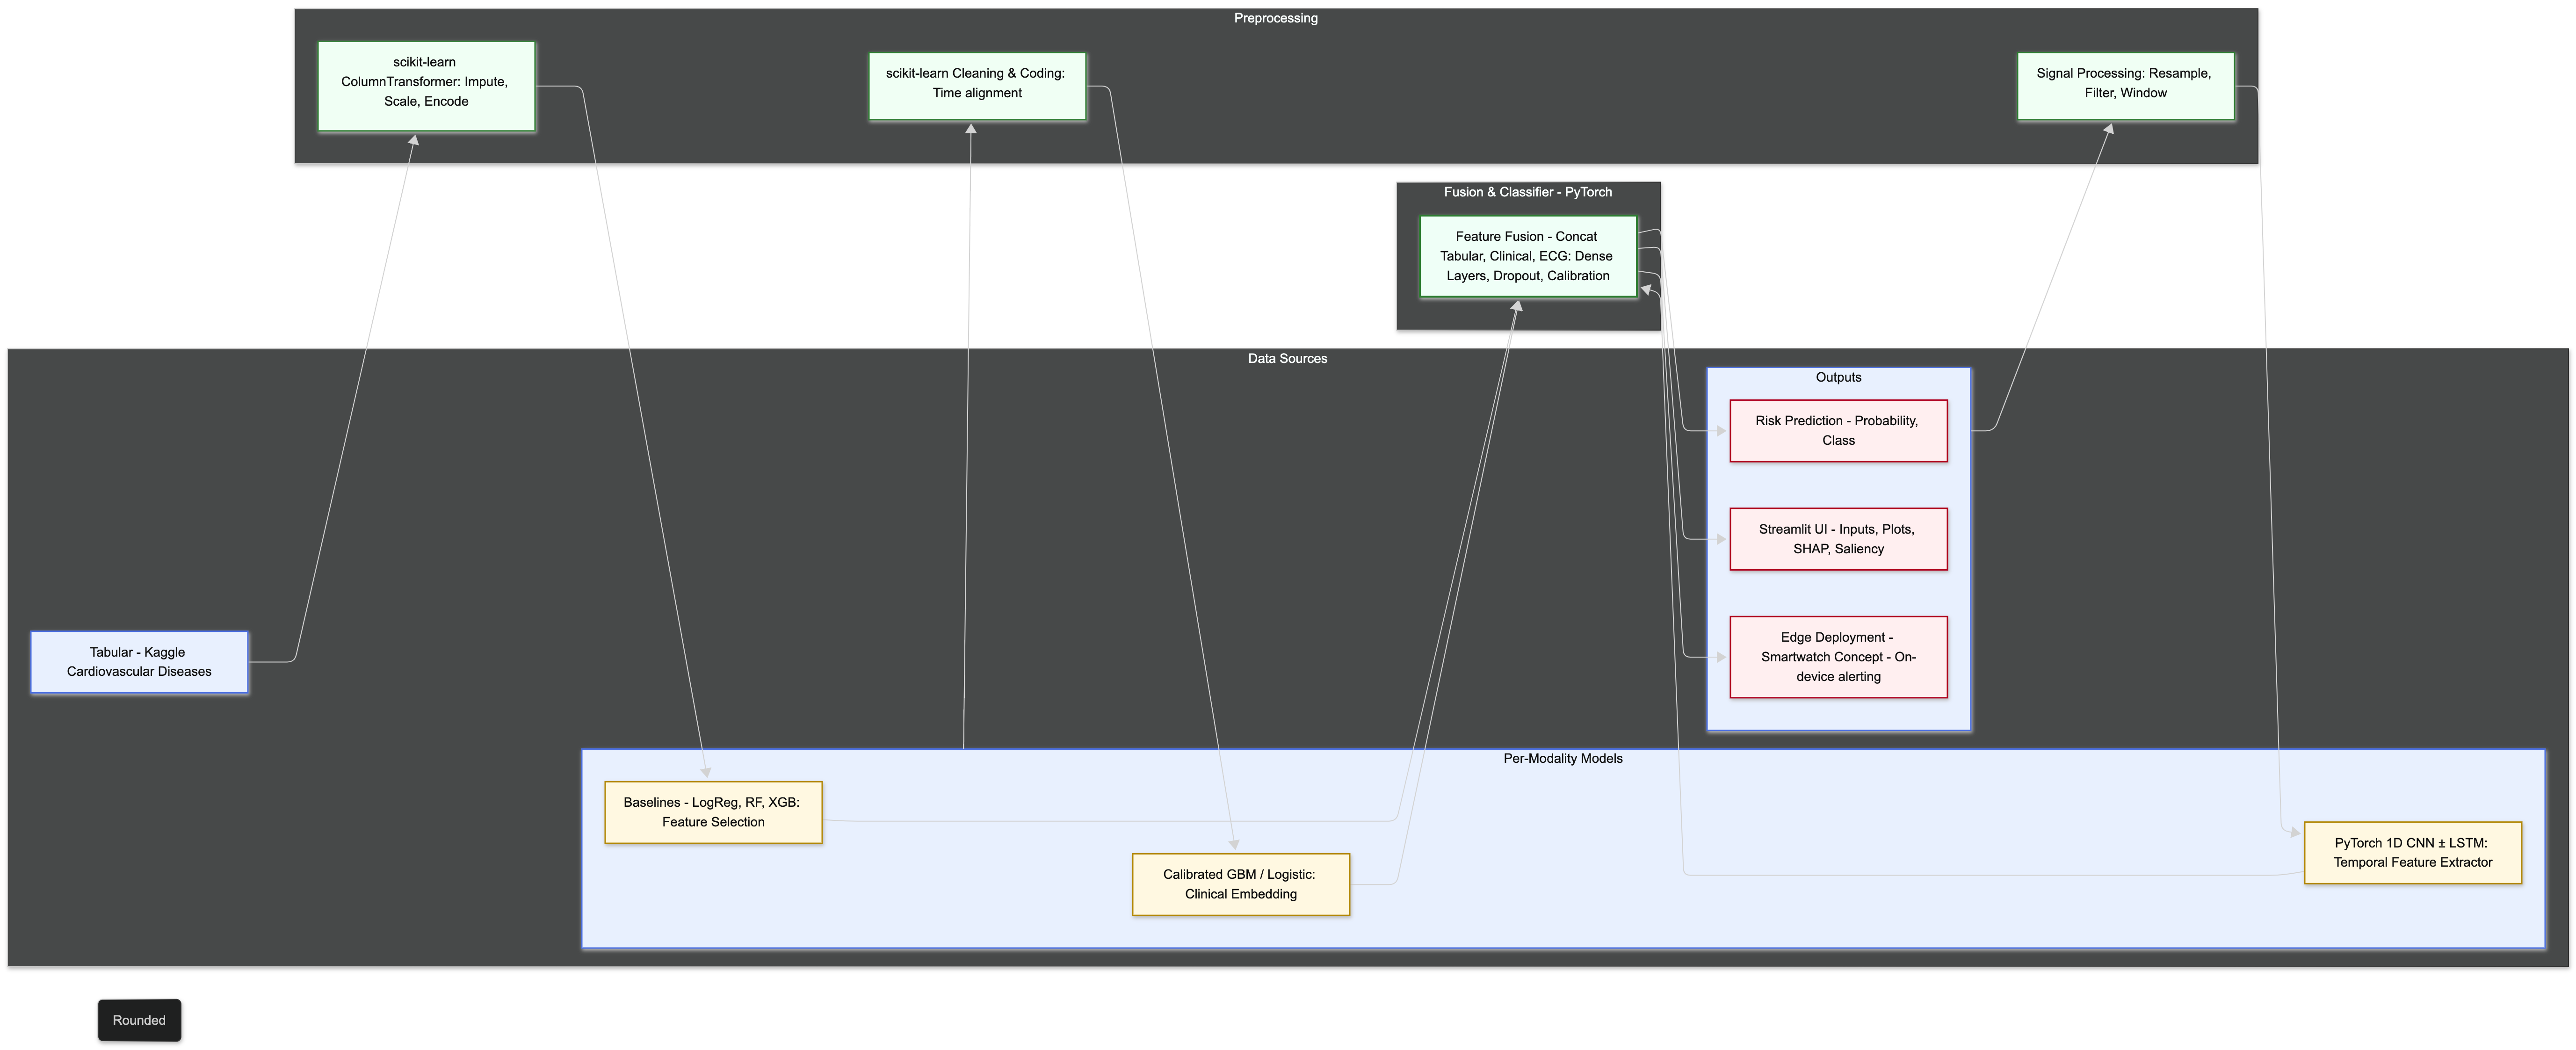 Preprocessing
scikit-learn
ColumnTransformer: Impute,
Scale, Encode
scikit-learn Cleaning & Coding:
Time alignment
Signal Processing: Resample,
Filter, Window
Fusion & Classifier - PyTorch
Feature Fusion - Concat
Tabular, Clinical, ECG: Dense
Layers, Dropout, Calibration
Data Sources
Outputs
Risk Prediction - Probability,
Class
Streamlit UI - Inputs, Plots,
SHAP, Saliency
Edge Deployment -
Smartwatch Concept - On-
device alerting
Tabular - Kaggle
Cardiovascular Diseases
Per-Modality Models
Baselines - LogReg, RF, XGB:
Feature Selection
Calibrated GBM / Logistic:
Clinical Embedding
PyTorch 1D CNN ± LSTM:
Temporal Feature Extractor
Rounded